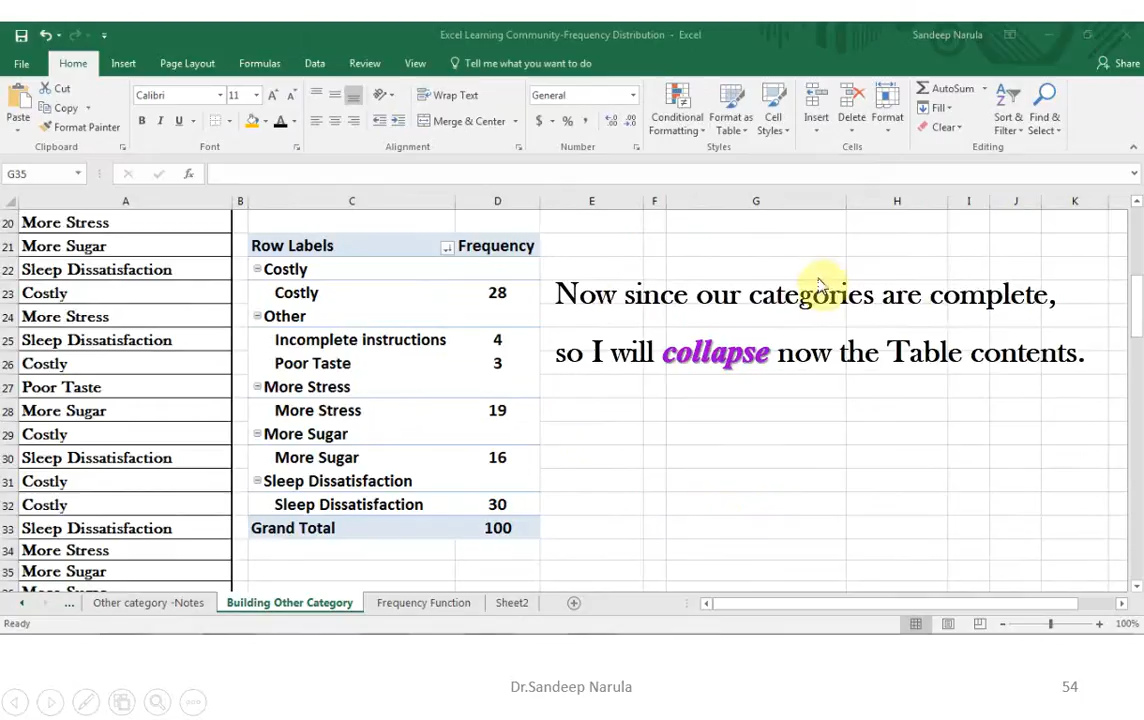 Excel Learning Community-Frequency Distribution - Excel
Sandeep Narula
File Home Insert Page Layout Formulas Data Review View Tell me what you want to do Share
Paste
Cut
Copy
Format Painter
Clipboard
Calibri 11
B I U
Font
Wrap Text
Merge & Center
Alignment
General
$ % ,
Number
Conditional Formatting
Format as Table
Cell Styles
Styles
Insert Delete Format
Cells
AutoSum
Fill
Clear
Sort & Filter
Find & Select
Editing
G35 fx
A B C D E F G H I J K
20 More Stress
21 More Sugar Row Labels Frequency
22 Sleep Dissatisfaction Costly
23 Costly Costly 28
24 More Stress Other
25 Sleep Dissatisfaction Incomplete instructions 4
26 Costly Poor Taste 3
27 Poor Taste More Stress
28 More Sugar More Stress 19
29 Costly More Sugar
30 Sleep Dissatisfaction More Sugar 16
31 Costly Sleep Dissatisfaction
32 Costly Sleep Dissatisfaction 30
33 Sleep Dissatisfaction Grand Total 100
34 More Stress
35 More Sugar
Now since our categories are complete,
so I will collapse now the Table contents.
... Other category -Notes Building Other Category Frequency Function Sheet2
Ready 100%
Dr.Sandeep Narula 54